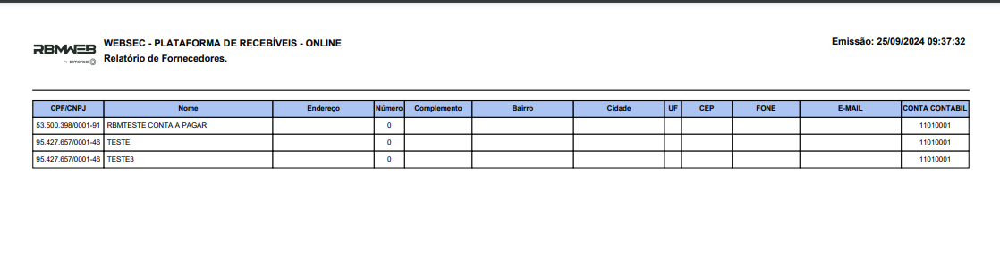 RBMWEB
by Dimensa
WEBSEC - PLATAFORMA DE RECEBÍVEIS - ONLINE
Relatório de Fornecedores.
Emissão: 25/09/2024 09:37:32
CPF/CNPJ Nome Endereço Número Complemento Bairro Cidade UF CEP FONE E-MAIL CONTA CONTABIL
53.500.398/0001-91 RBMTESTE CONTA A PAGAR 0 11010001
95.427.657/0001-46 TESTE 0 11010001
95.427.657/0001-46 TESTE3 0 11010001